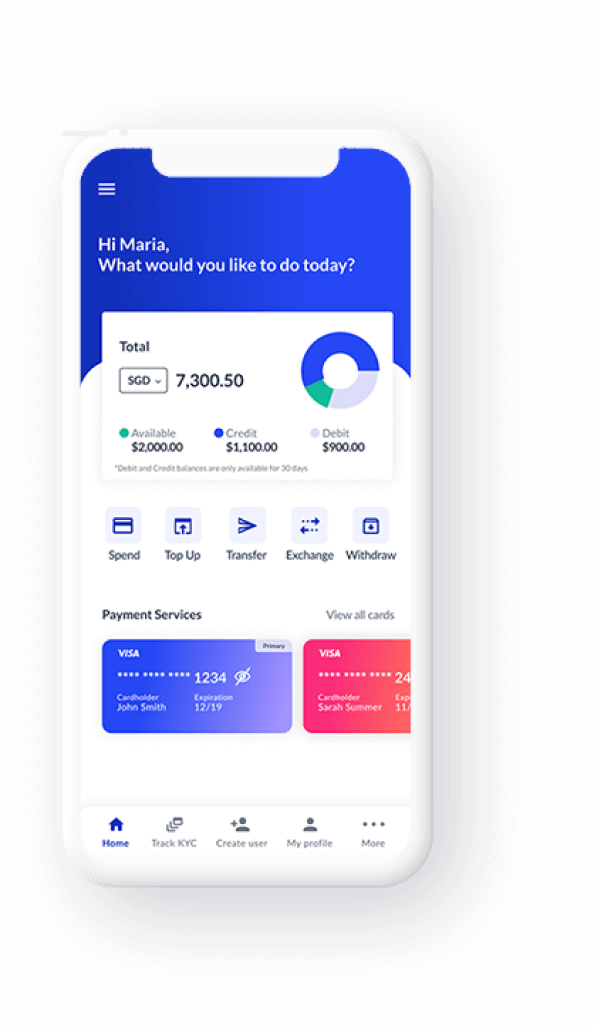 Hi Maria,
What would you like to do today?
Total
SGD 7,300.50
Available Credit Debit
$2,000.00 $1,100.00 $900.00
*Debit and Credit balances are only available for 30 days
Spend Top Up Transfer Exchange Withdraw
Payment Services View all cards
Primary
VISA VISA
**** **** **** 1234 **** **** **** 24
Cardholder Expiration Cardholder Expi
John Smith 12/19 Sarah Summer 11/
Home Track KYC Create user My profile More